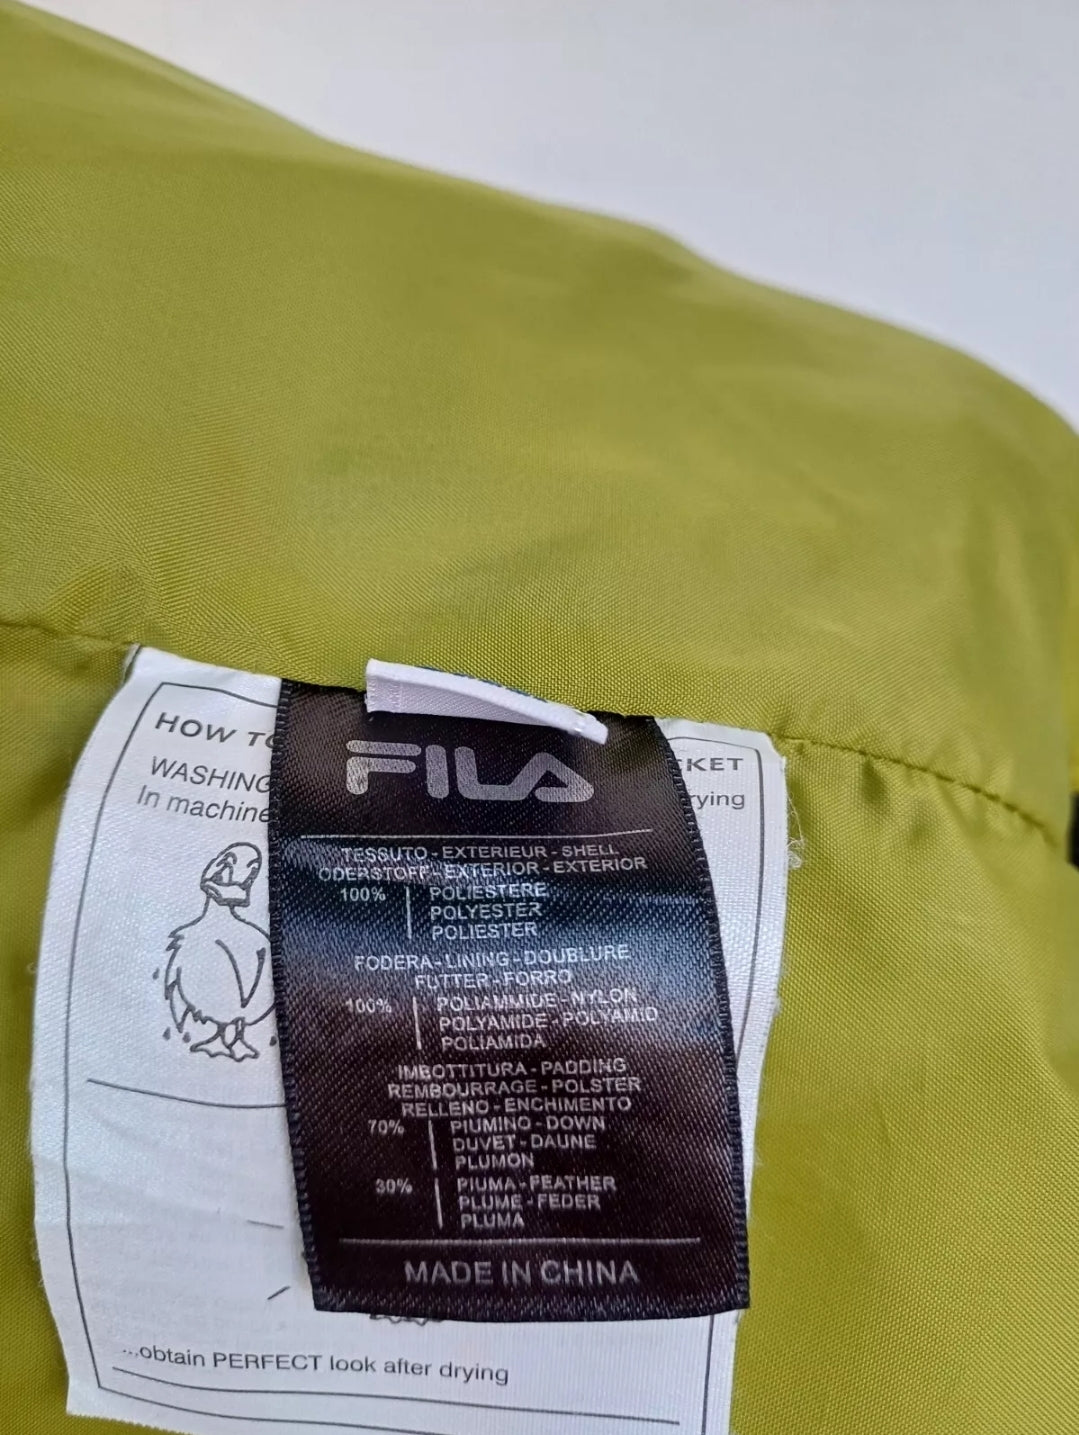 HOW TO
WASHING
In machine
KET
rying
FILA
TESSUTO - EXTERIEUR - SHELL
ODERSTOFF - EXTERIOR - EXTERIOR
100% POLIESTERE
POLYESTER
POLIESTER
FODERA - LINING - DOUBLURE
FUTTER - FORRO
100% POLIAMMIDE - NYLON
POLYAMIDE - POLYAMID
POLIAMIDA
IMBOTTITURA - PADDING
REMBOURRAGE - POLSTER
RELLENO - ENCHIMENTO
70% PIUMINO - DOWN
DUVET - DAUNE
PLUMON
30% PIUMA - FEATHER
PLUME - FEDER
PLUMA
MADE IN CHINA
...obtain PERFECT look after drying